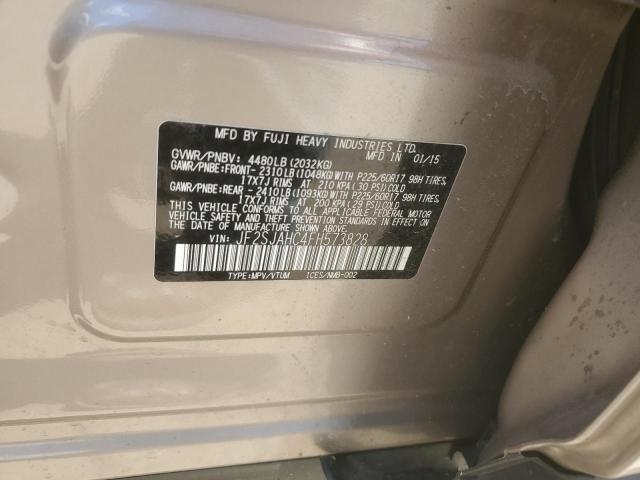 MFD BY FUJI HEAVY INDUSTRIES LTD.
GVWR/PNBV: 4480LB (2032KG) MFD IN 01/15
GAWR/PNBE:FRONT- 2310LB (1048KG) WITH P225/60R17 98H TIRES,
17X7J RIMS AT 210 KPA(30 PSI)COLD
GAWR/PNBE:REAR - 2410LB (1093KG) WITH P225/60R17 98H TIRES,
17X7J RIMS AT 200 KPA(29 PSI)COLD
THIS VEHICLE CONFORMS TO ALL APPLICABLE FEDERAL
MOTOR VEHICLE SAFETY STANDARDS IN EFFECT ON
THE DATE OF MANUFACTURE SHOWN ABOVE.
VIN: JF2SJAHC4FH573828
TYPE:MPV/VTUM ICES/NMB-002